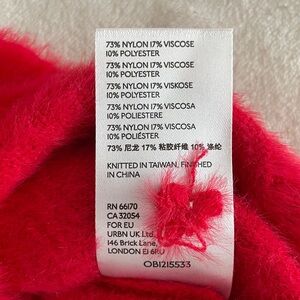 73% NYLON 17% VISCOSE
10% POLYESTER
73% NYLON 17% VISCOSE
10% POLYESTER
73% NYLON 17% VISKOSE
10% POLYESTER
73% NYLON 17% VISCOSA
10% POLIESTERE
73% NYLON 17% VISCOSA
10% POLIÉSTER
73% 尼龙 17% 粘胶纤维 10% 涤纶
KNITTED IN TAIWAN, FINISHED
IN CHINA
RN 66170
CA 32054
FOR EU
URBN UK Ltd,
146 Brick Lane,
LONDON E1 6RU
OB1215533